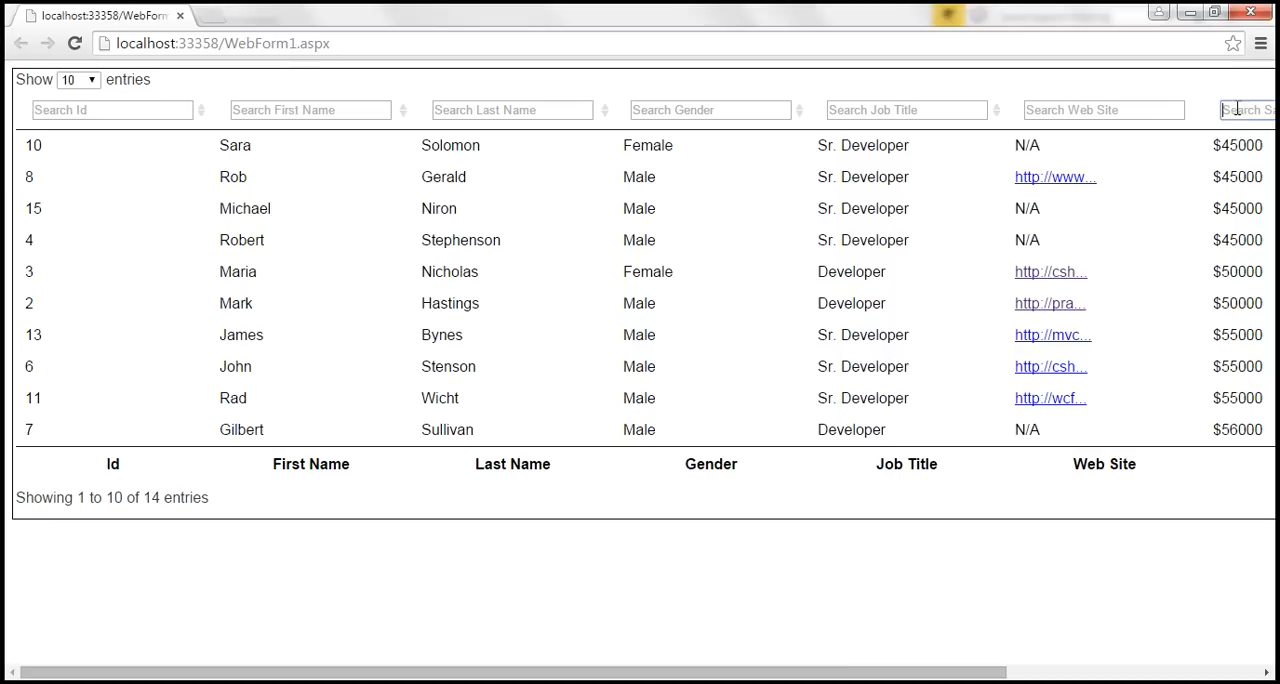 localhost:33358/WebForm
localhost:33358/WebForm1.aspx
Show 10 entries
Search Id Search First Name Search Last Name Search Gender Search Job Title Search Web Site Search
10 Sara Solomon Female Sr. Developer N/A $45000
8 Rob Gerald Male Sr. Developer http://www... $45000
15 Michael Niron Male Sr. Developer N/A $45000
4 Robert Stephenson Male Sr. Developer N/A $45000
3 Maria Nicholas Female Developer http://csh... $50000
2 Mark Hastings Male Developer http://pra... $50000
13 James Bynes Male Sr. Developer http://mvc... $55000
6 John Stenson Male Sr. Developer http://csh... $55000
11 Rad Wicht Male Sr. Developer http://wcf... $55000
7 Gilbert Sullivan Male Developer N/A $56000
Id First Name Last Name Gender Job Title Web Site
Showing 1 to 10 of 14 entries